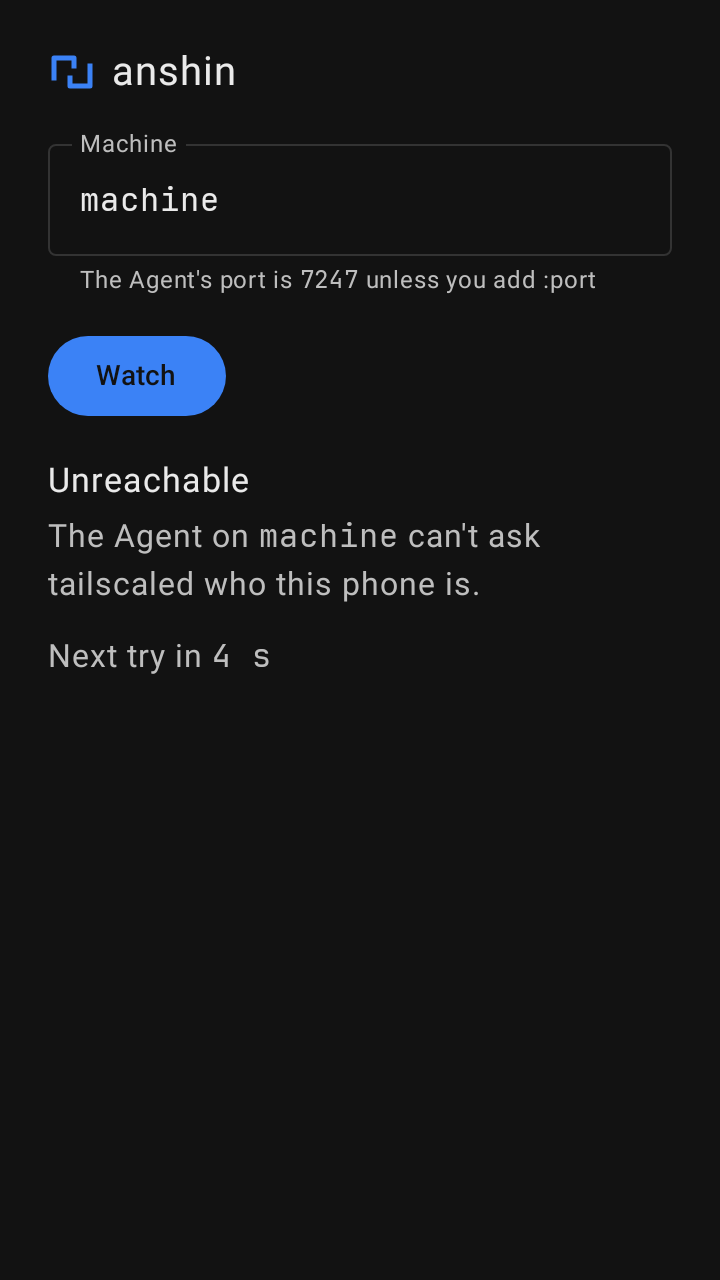 anshin
Machine
machine
The Agent's port is 7247 unless you add :port
Watch
Unreachable
The Agent on machine can't ask
tailscaled who this phone is.
Next try in 4 s